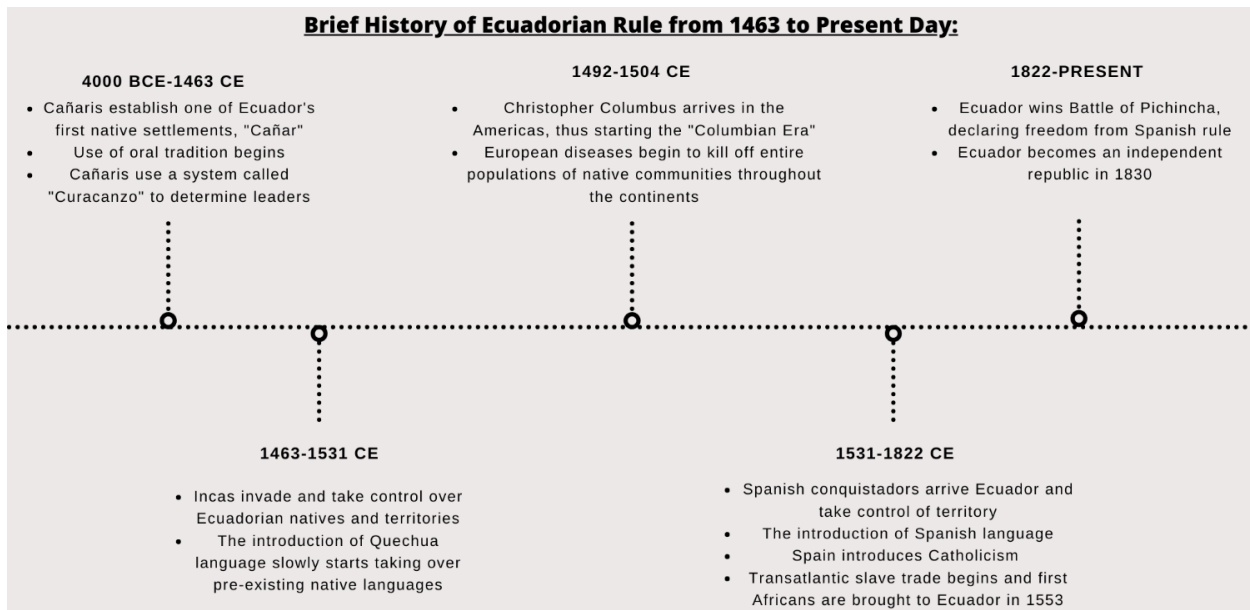 Brief History of Ecuadorian Rule from 1463 to Present Day:
4000 BCE-1463 CE
• Cañaris establish one of Ecuador's
first native settlements, "Cañar"
• Use of oral tradition begins
• Cañaris use a system called
"Curacanzo" to determine leaders
1463-1531 CE
• Incas invade and take control over
Ecuadorian natives and territories
• The introduction of Quechua
language slowly starts taking over
pre-existing native languages
1492-1504 CE
• Christopher Columbus arrives in the
Americas, thus starting the "Columbian Era"
• European diseases begin to kill off entire
populations of native communities throughout
the continents
1531-1822 CE
• Spanish conquistadors arrive Ecuador and
take control of territory
• The introduction of Spanish language
• Spain introduces Catholicism
• Transatlantic slave trade begins and first
Africans are brought to Ecuador in 1553
1822-PRESENT
• Ecuador wins Battle of Pichincha,
declaring freedom from Spanish rule
• Ecuador becomes an independent
republic in 1830